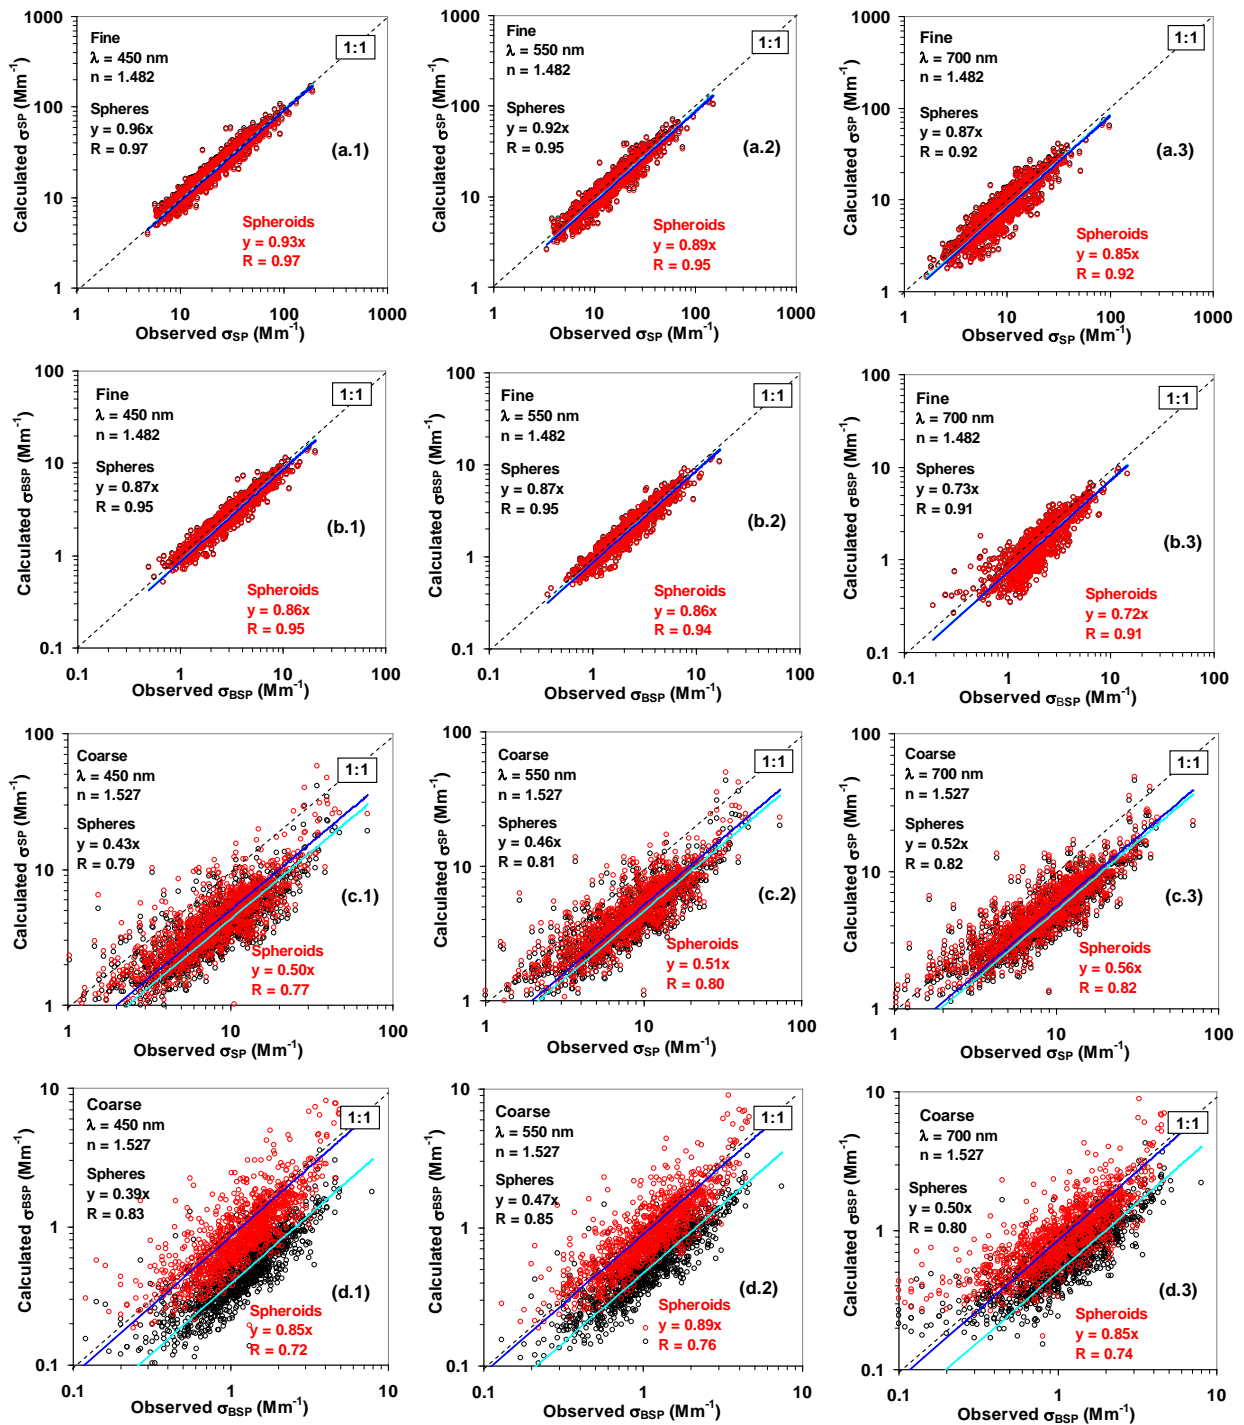 1000
100
10
1
Calculated σSP (Mm-1)
Fine
λ = 450 nm
n = 1.482
Spheres
y = 0.96x
R = 0.97
1:1
(a.1)
Spheroids
y = 0.93x
R = 0.97
1 10 100 1000
Observed σSP (Mm-1)
1000
100
10
1
Calculated σSP (Mm-1)
Fine
λ = 550 nm
n = 1.482
Spheres
y = 0.92x
R = 0.95
1:1
(a.2)
Spheroids
y = 0.89x
R = 0.95
1 10 100 1000
Observed σSP (Mm-1)
1000
100
10
1
Calculated σSP (Mm-1)
Fine
λ = 700 nm
n = 1.482
Spheres
y = 0.87x
R = 0.92
1:1
(a.3)
Spheroids
y = 0.85x
R = 0.92
1 10 100 1000
Observed σSP (Mm-1)
100
10
1
0.1
Calculated σBSP (Mm-1)
Fine
λ = 450 nm
n = 1.482
Spheres
y = 0.87x
R = 0.95
1:1
(b.1)
Spheroids
y = 0.86x
R = 0.95
0.1 1 10 100
Observed σBSP (Mm-1)
100
10
1
0.1
Calculated σBSP (Mm-1)
Fine
λ = 550 nm
n = 1.482
Spheres
y = 0.87x
R = 0.95
1:1
(b.2)
Spheroids
y = 0.86x
R = 0.94
0.1 1 10 100
Observed σBSP (Mm-1)
100
10
1
0.1
Calculated σBSP (Mm-1)
Fine
λ = 700 nm
n = 1.482
Spheres
y = 0.73x
R = 0.91
1:1
(b.3)
Spheroids
y = 0.72x
R = 0.91
0.1 1 10 100
Observed σBSP (Mm-1)
100
10
1
Calculated σSP (Mm-1)
Coarse
λ = 450 nm
n = 1.527
Spheres
y = 0.43x
R = 0.79
1:1
(c.1)
Spheroids
y = 0.50x
R = 0.77
1 10 100
Observed σSP (Mm-1)
100
10
1
Calculated σSP (Mm-1)
Coarse
λ = 550 nm
n = 1.527
Spheres
y = 0.46x
R = 0.81
1:1
(c.2)
Spheroids
y = 0.51x
R = 0.80
1 10 100
Observed σSP (Mm-1)
100
10
1
Calculated σSP (Mm-1)
Coarse
λ = 700 nm
n = 1.527
Spheres
y = 0.52x
R = 0.82
1:1
(c.3)
Spheroids
y = 0.56x
R = 0.82
1 10 100
Observed σSP (Mm-1)
10
1
0.1
Calculated σBSP (Mm-1)
Coarse
λ = 450 nm
n = 1.527
Spheres
y = 0.39x
R = 0.83
1:1
(d.1)
Spheroids
y = 0.85x
R = 0.72
0.1 1 10
Observed σBSP (Mm-1)
10
1
0.1
Calculated σBSP (Mm-1)
Coarse
λ = 550 nm
n = 1.527
Spheres
y = 0.47x
R = 0.85
1:1
(d.2)
Spheroids
y = 0.89x
R = 0.76
0.1 1 10
Observed σBSP (Mm-1)
10
1
0.1
Calculated σBSP (Mm-1)
Coarse
λ = 700 nm
n = 1.527
Spheres
y = 0.50x
R = 0.80
1:1
(d.3)
Spheroids
y = 0.85x
R = 0.74
0.1 1 10
Observed σBSP (Mm-1)